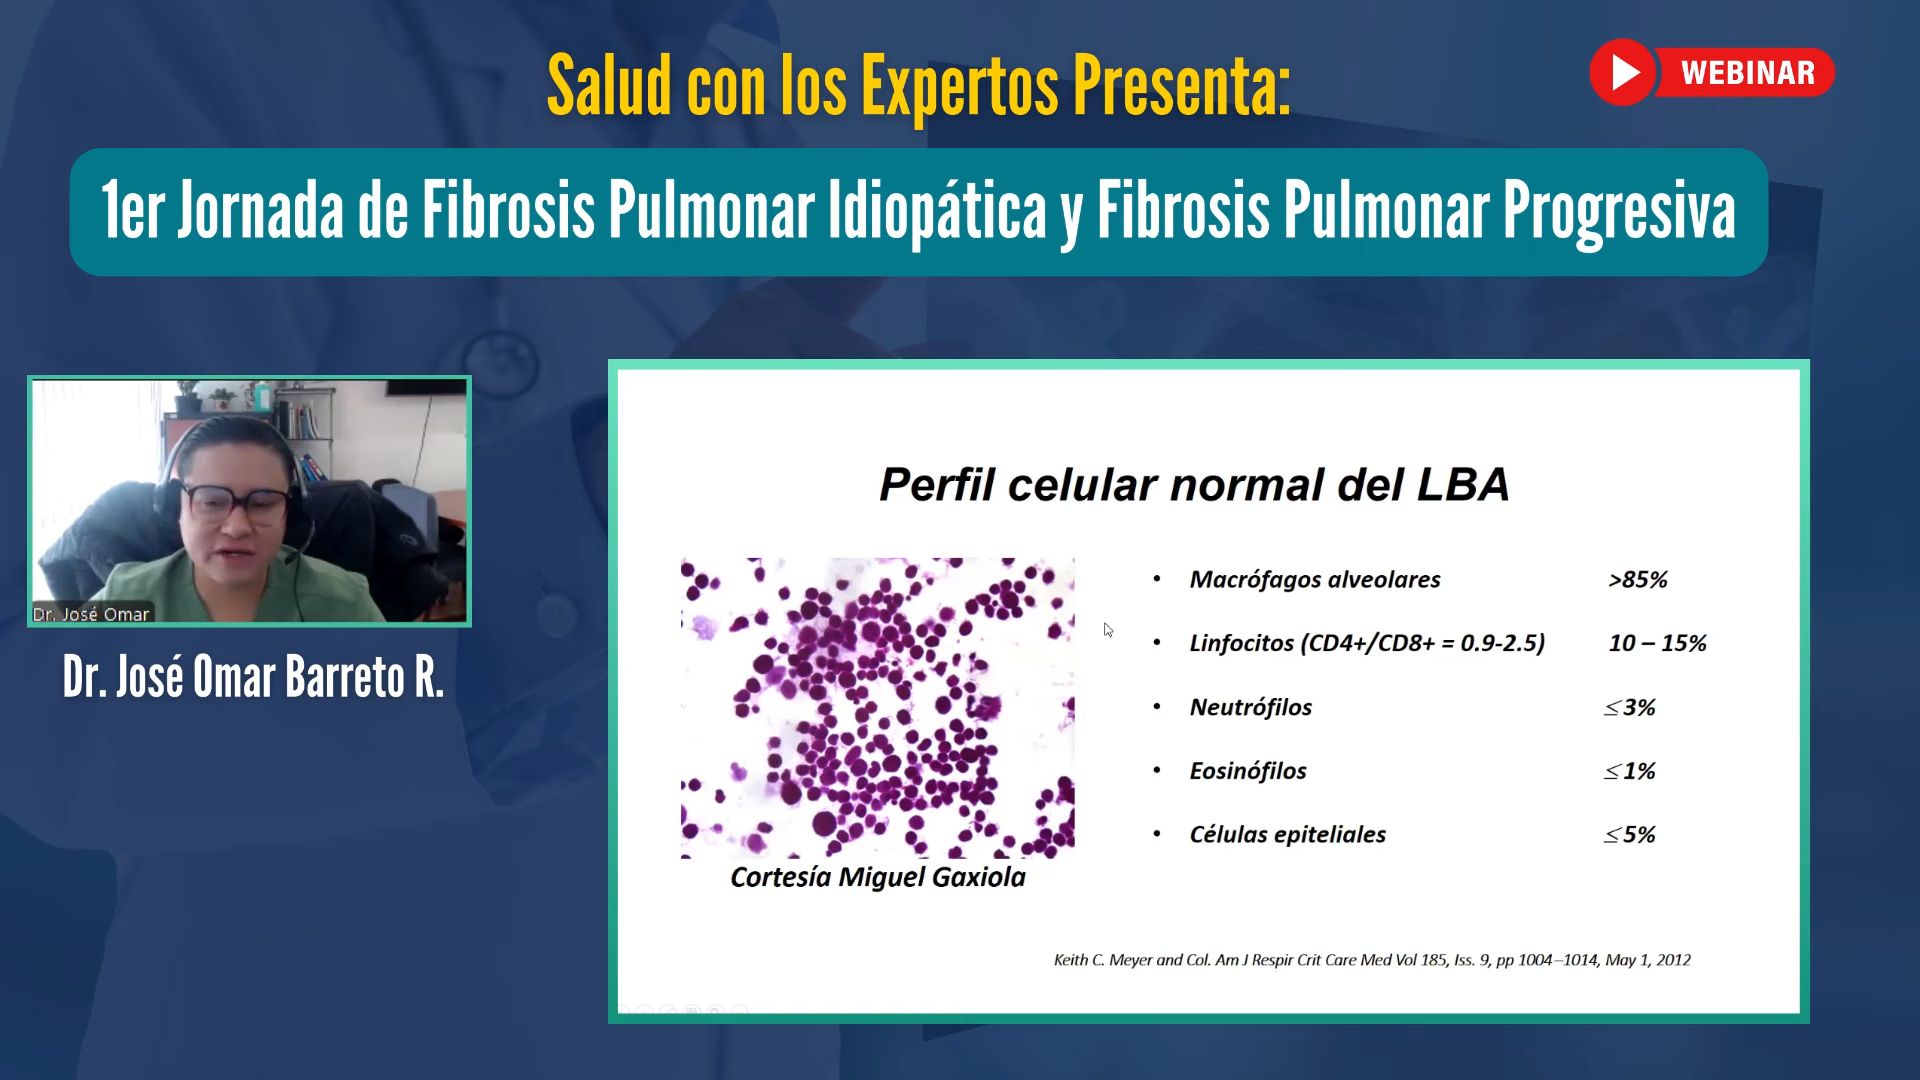 Salud con los Expertos Presenta:
WEBINAR
1er Jornada de Fibrosis Pulmonar Idiopática y Fibrosis Pulmonar Progresiva
Dr. José Omar
Dr. José Omar Barreto R.
Perfil celular normal del LBA
• Macrófagos alveolares >85%
• Linfocitos (CD4+/CD8+ = 0.9-2.5) 10 – 15%
• Neutrófilos ≤3%
• Eosinófilos ≤1%
• Células epiteliales ≤5%
Cortesía Miguel Gaxiola
Keith C. Meyer and Col. Am J Respir Crit Care Med Vol 185, Iss. 9, pp 1004–1014, May 1, 2012